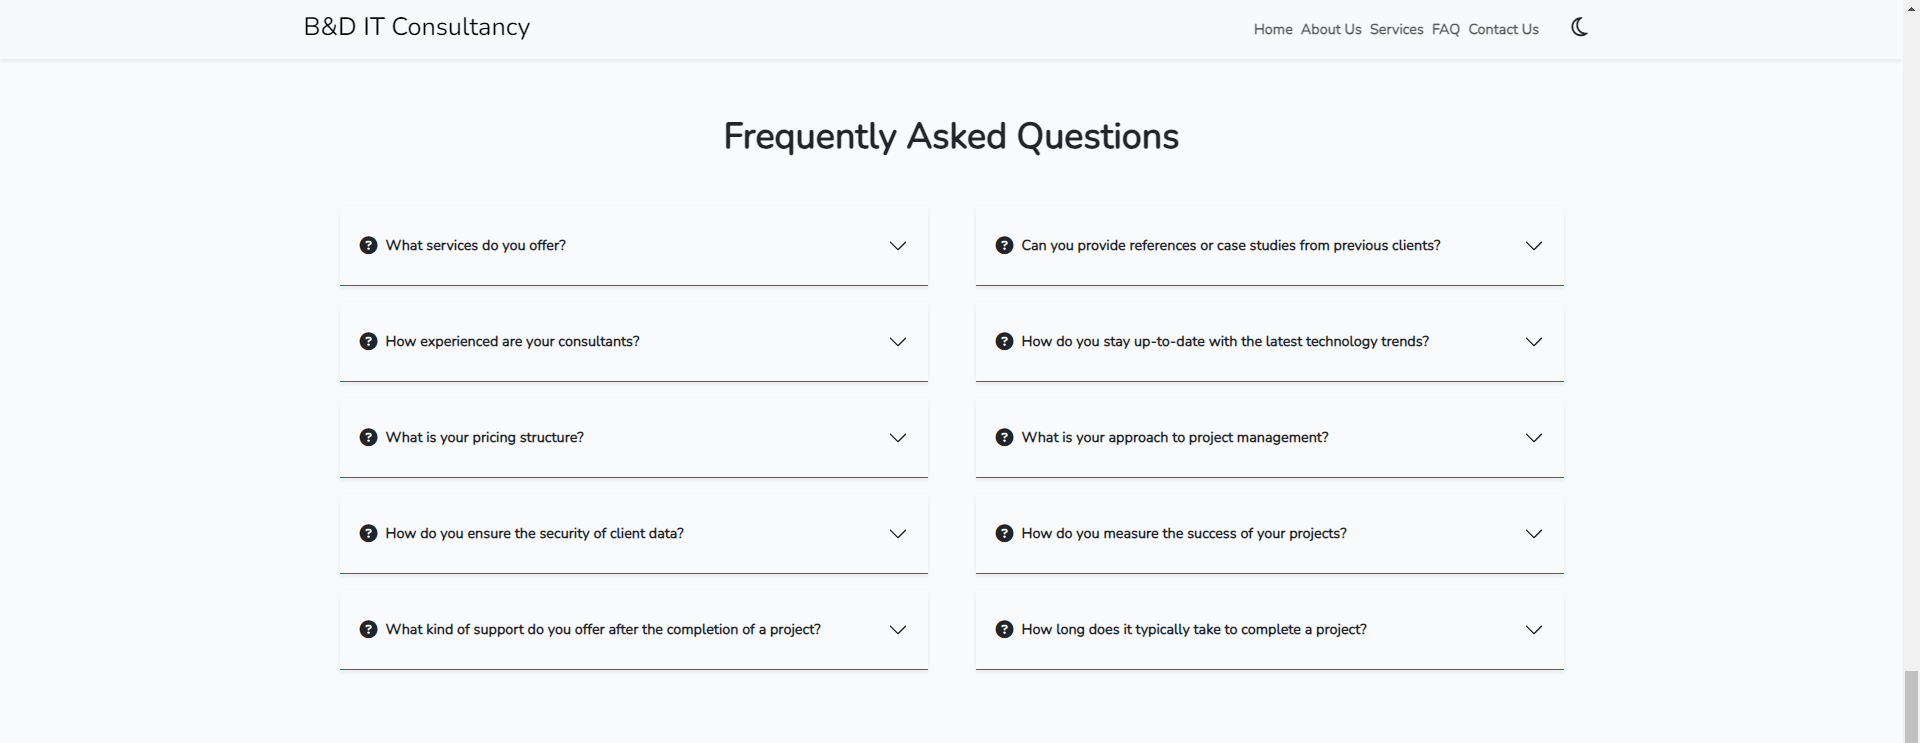 B&D IT Consultancy
Home About Us Services FAQ Contact Us
Frequently Asked Questions
What services do you offer?
How experienced are your consultants?
What is your pricing structure?
How do you ensure the security of client data?
What kind of support do you offer after the completion of a project?
Can you provide references or case studies from previous clients?
How do you stay up-to-date with the latest technology trends?
What is your approach to project management?
How do you measure the success of your projects?
How long does it typically take to complete a project?